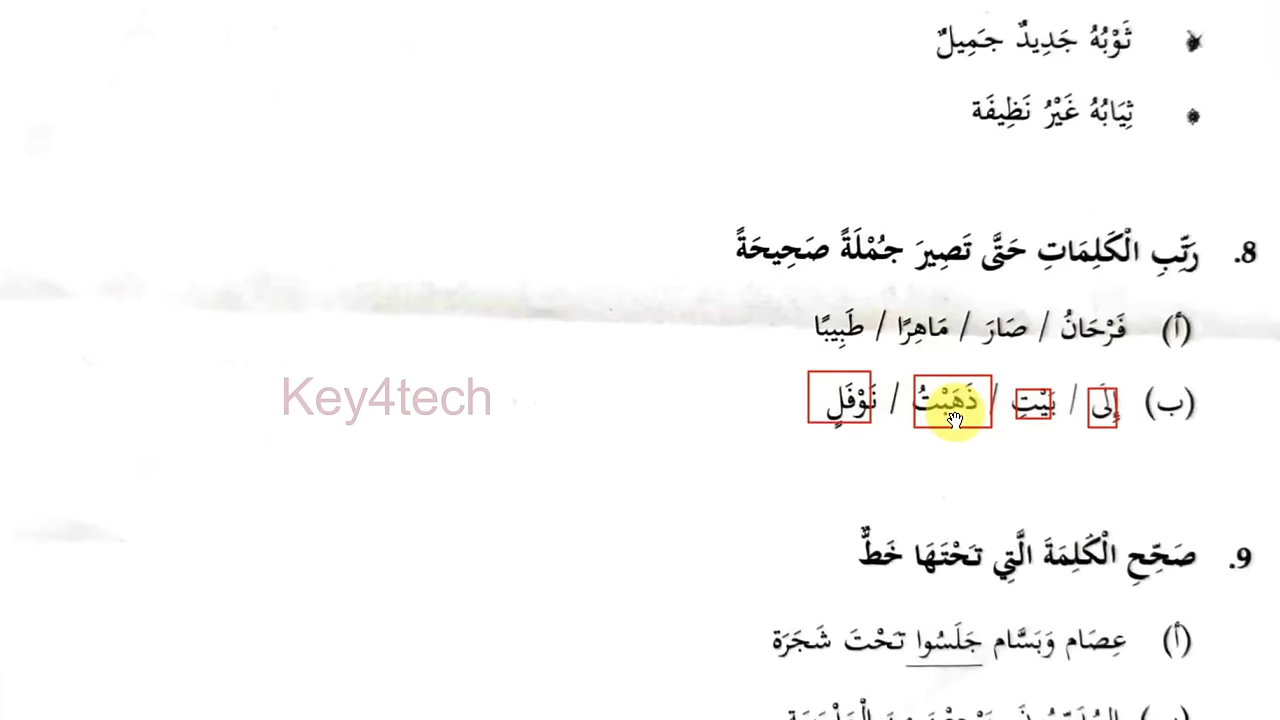 * ثَوْبُهُ جَدِيدٌ جَمِيلٌ
* ثِيَابُهُ غَيْرُ نَظِيفَة
8. رَتِّبِ الْكَلِمَاتِ حَتَّى تَصِيرَ جُمْلَةً صَحِيحَةً
(أ) فَرْحَانُ / صَارَ / مَاهِرًا / طَبِيبًا
(ب) إِلَى / بَيْتِ / ذَهَبْتُ / نَوْفَلٍ
Key4tech
9. صَحِّحِ الْكَلِمَةَ الَّتِي تَحْتَهَا خَطٌّ
(أ) عِصَام وَبَسَّام جَلَسُوا تَحْتَ شَجَرَة